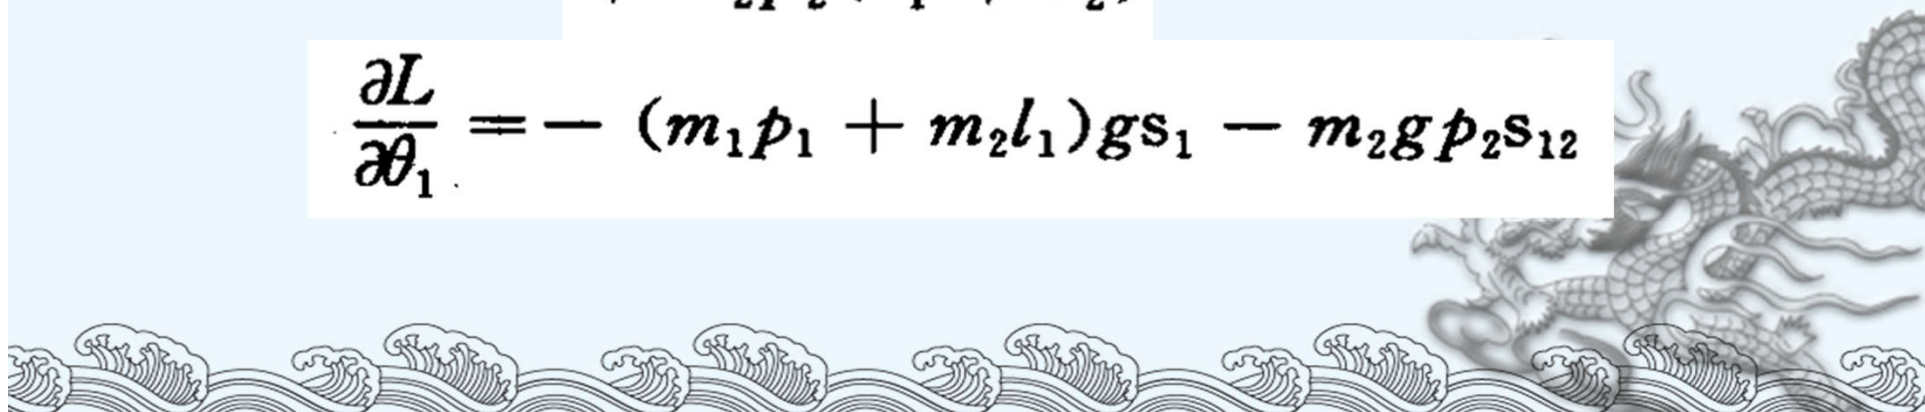 ∂L/∂θ₁ = − (m₁p₁ + m₂l₁)gs₁ − m₂gp₂s₁₂